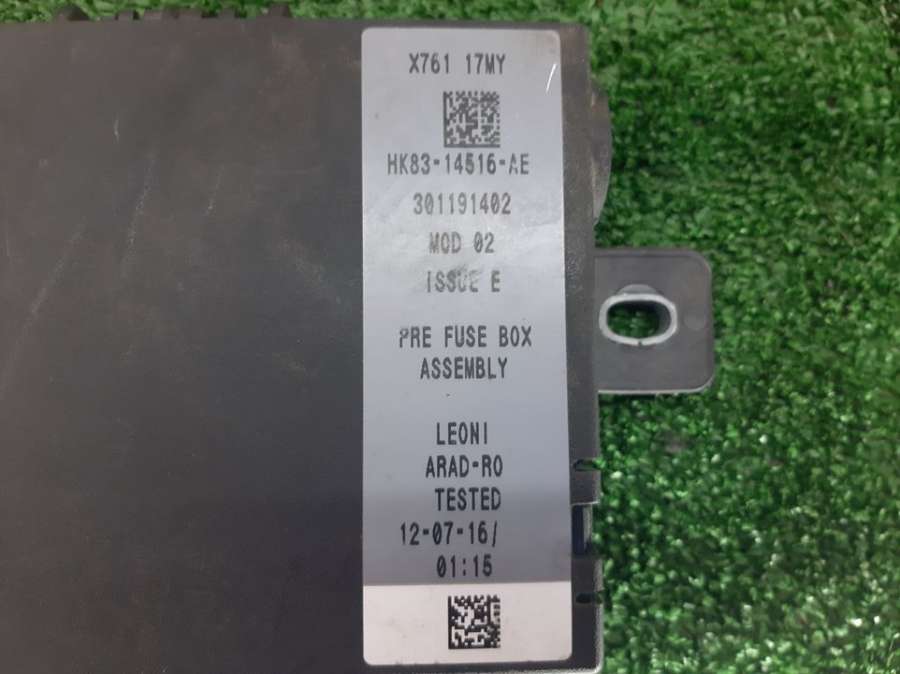 X761 17MY
HK83-14516-AE
301191402
MOD 02
ISSUE E
PRE FUSE BOX
ASSEMBLY
LEONI
ARAD-RO
TESTED
12-07-16/
01:15